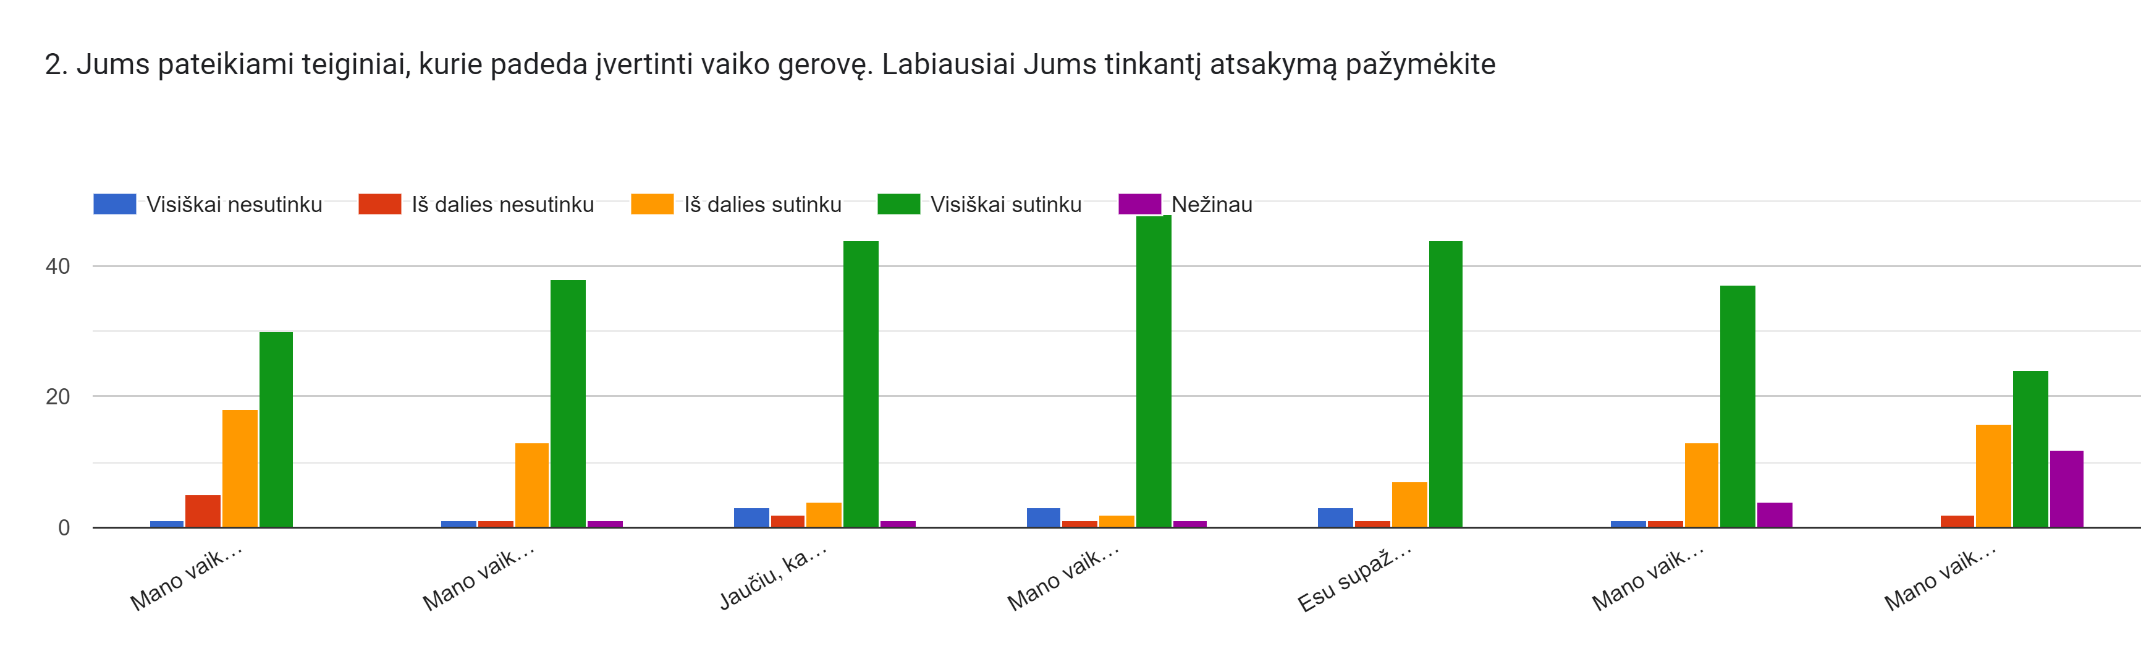 2. Jums pateikiami teiginiai, kurie padeda įvertinti vaiko gerovę. Labiausiai Jums tinkantį atsakymą pažymėkite
Visiškai nesutinku Iš dalies nesutinku Iš dalies sutinku Visiškai sutinku Nežinau
40
20
0
Mano vaik… Mano vaik… Jaučiu, ka… Mano vaik… Esu supaž… Mano vaik… Mano vaik…